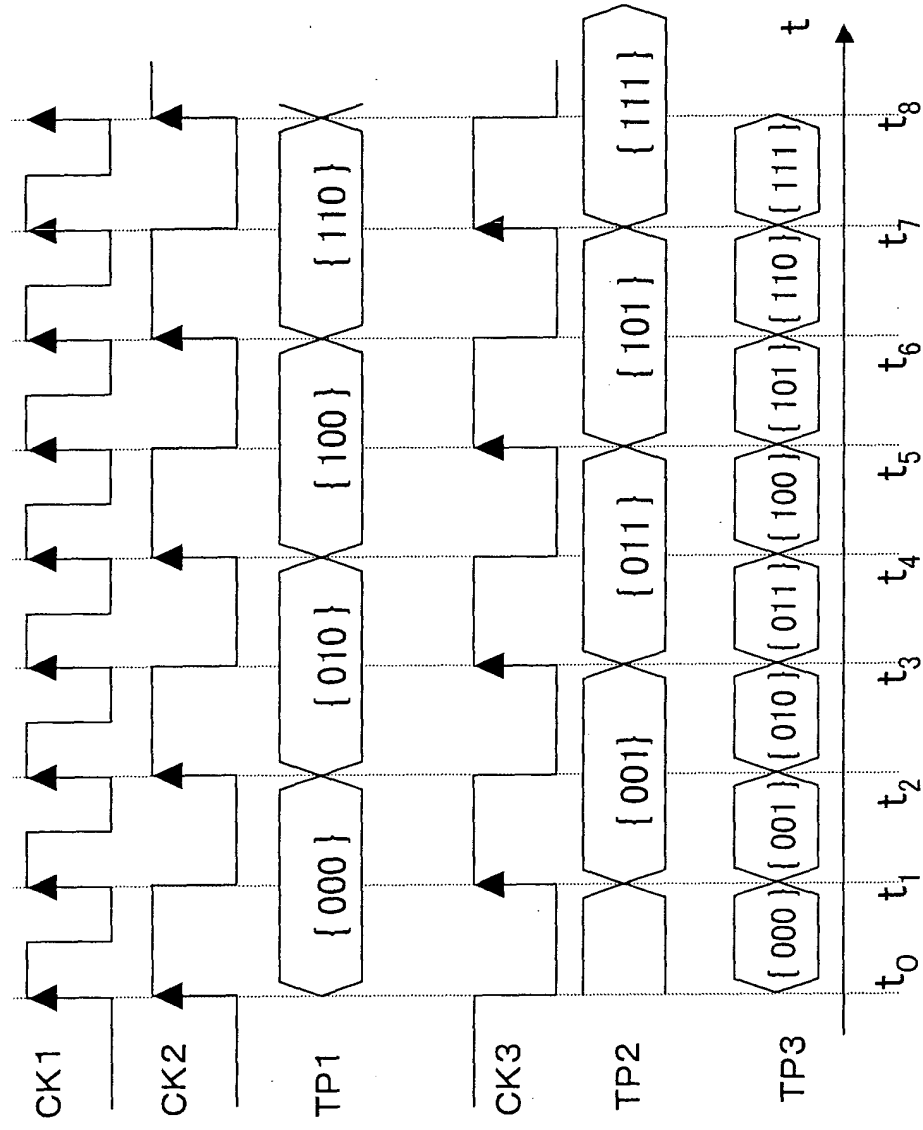 CK1
CK2
TP1 {000} {010} {100} {110}
CK3
TP2 {001} {011} {101} {111}
TP3 {000} {001} {010} {011} {100} {101} {110} {111}
t
t0 t1 t2 t3 t4 t5 t6 t7 t8